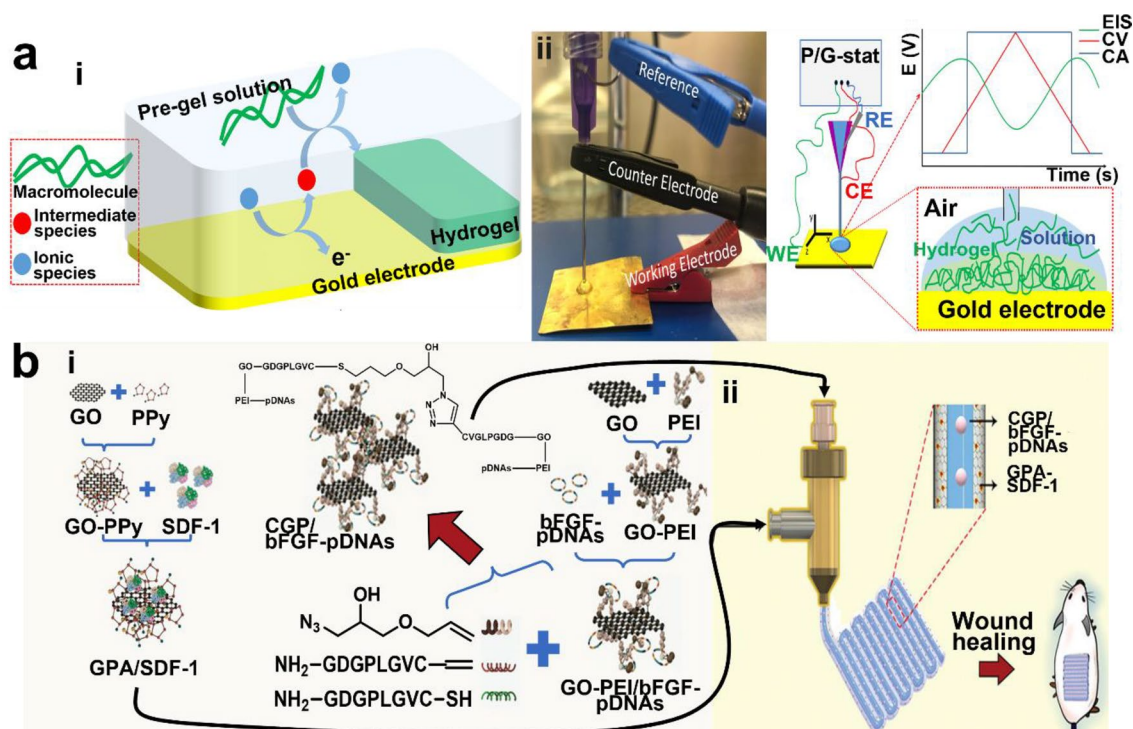 a
i
Pre-gel solution
Macromolecule
Intermediate
species
Ionic
species
e-
Hydrogel
Gold electrode
ii
Reference
Counter Electrode
Working Electrode
P/G-stat
RE
CE
WE
y
x
z
E (V)
EIS
CV
CA
Time (s)
Air
Hydrogel
Solution
Gold electrode
b
i
GO
PPy
GO-PPy
SDF-1
GPA/SDF-1
GO-GDGPLGVC
S
O
OH
PEI-pDNAs
N
N
N
CVGLPGDG
GO
pDNAs
PEI
CGP/
bFGF-pDNAs
GO
PEI
bFGF-
pDNAs
GO-PEI
OH
N3
O
NH2-GDGPLGVC
NH2-GDGPLGVC-SH
GO-PEI/bFGF-
pDNAs
ii
CGP/
bFGF-
pDNAs
GPA-
SDF-1
Wound
healing